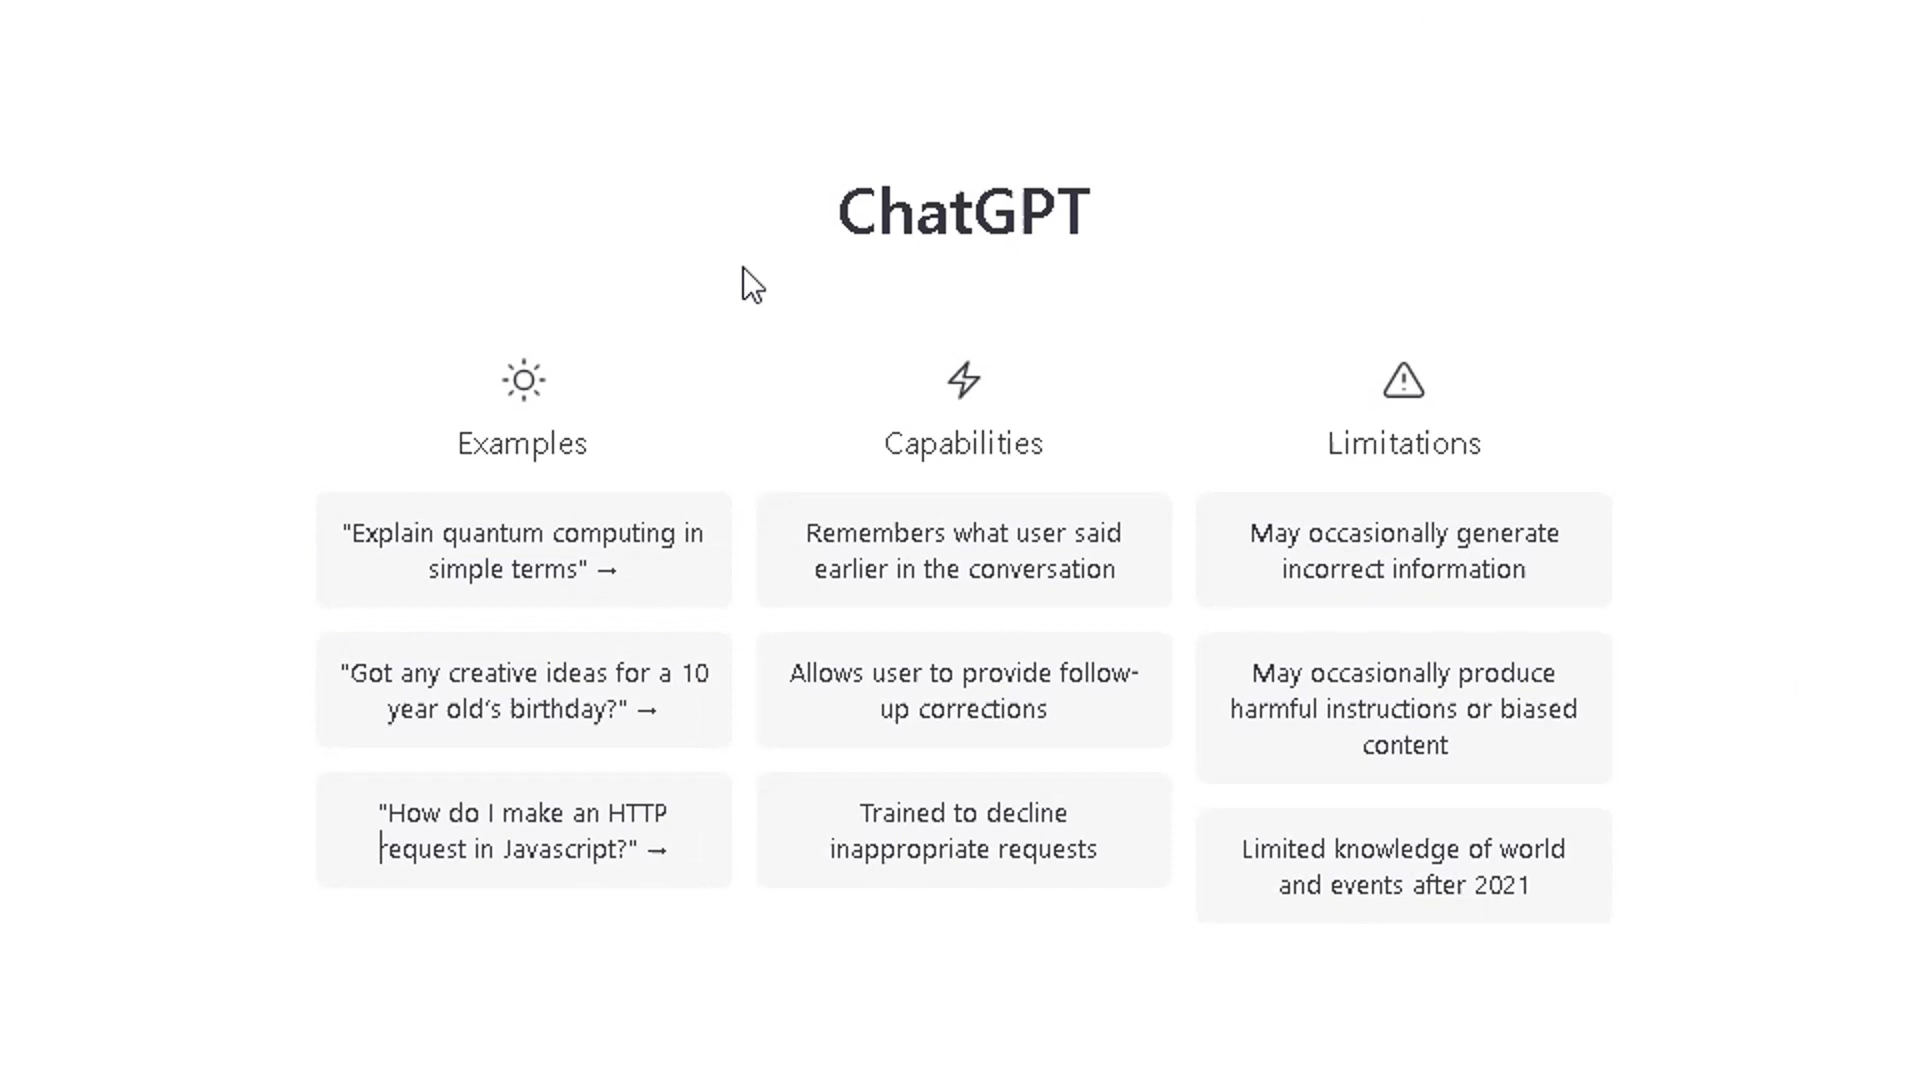 ChatGPT
Examples
"Explain quantum computing in
simple terms" →
"Got any creative ideas for a 10
year old’s birthday?" →
"How do I make an HTTP
request in Javascript?" →
Capabilities
Remembers what user said
earlier in the conversation
Allows user to provide follow-
up corrections
Trained to decline
inappropriate requests
Limitations
May occasionally generate
incorrect information
May occasionally produce
harmful instructions or biased
content
Limited knowledge of world
and events after 2021